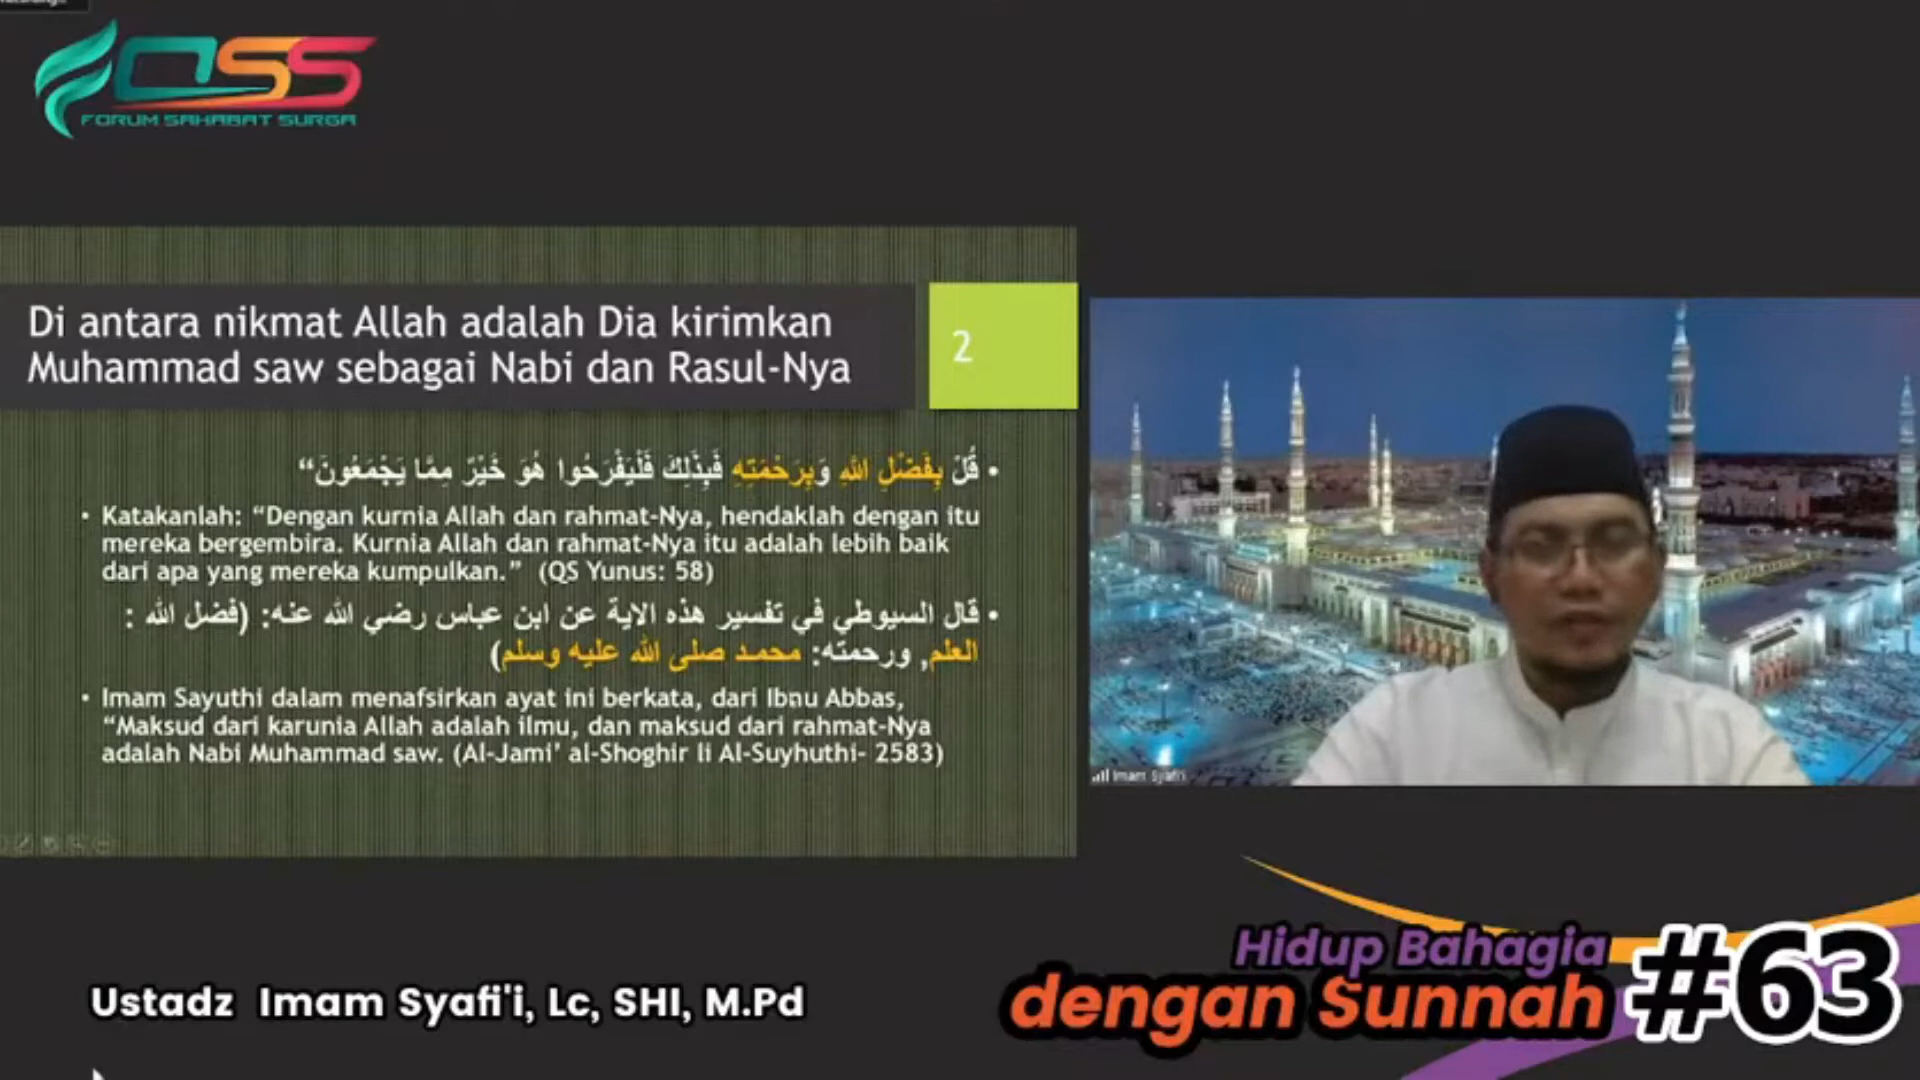 FSS
FORUM SAHABAT SURGA
Di antara nikmat Allah adalah Dia kirimkan
Muhammad saw sebagai Nabi dan Rasul-Nya
2
• قُلْ بِفَضْلِ اللهِ وَبِرَحْمَتِهِ فَبِذَلِكَ فَلْيَفْرَحُوا هُوَ خَيْرٌ مِمَّا يَجْمَعُونَ“
• Katakanlah: “Dengan kurnia Allah dan rahmat-Nya, hendaklah dengan itu
mereka bergembira. Kurnia Allah dan rahmat-Nya itu adalah lebih baik
dari apa yang mereka kumpulkan.” (QS Yunus: 58)
• قال السيوطي في تفسير هذه الاية عن ابن عباس رضي الله عنه: (فضل الله :
العلم, ورحمته: محمد صلى الله عليه وسلم)
• Imam Sayuthi dalam menafsirkan ayat ini berkata, dari Ibnu Abbas,
“Maksud dari karunia Allah adalah ilmu, dan maksud dari rahmat-Nya
adalah Nabi Muhammad saw. (Al-Jami’ al-Shoghir li Al-Suyhuthi- 2583)
Imam Syafi'i
Ustadz Imam Syafi'i, Lc, SHI, M.Pd
Hidup Bahagia
dengan Sunnah
#63